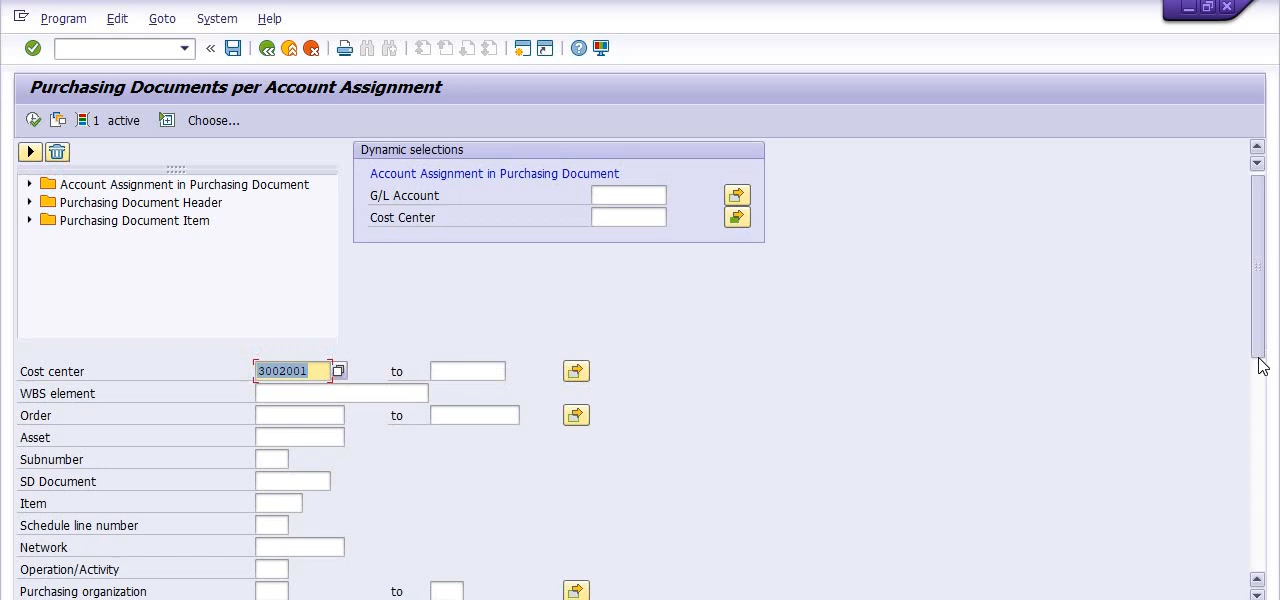 Program Edit Goto System Help
Purchasing Documents per Account Assignment
1 active Choose...
Dynamic selections
Account Assignment in Purchasing Document
G/L Account
Cost Center
Account Assignment in Purchasing Document
Purchasing Document Header
Purchasing Document Item
Cost center 3002001 to
WBS element
Order to
Asset
Subnumber
SD Document
Item
Schedule line number
Network
Operation/Activity
Purchasing organization to